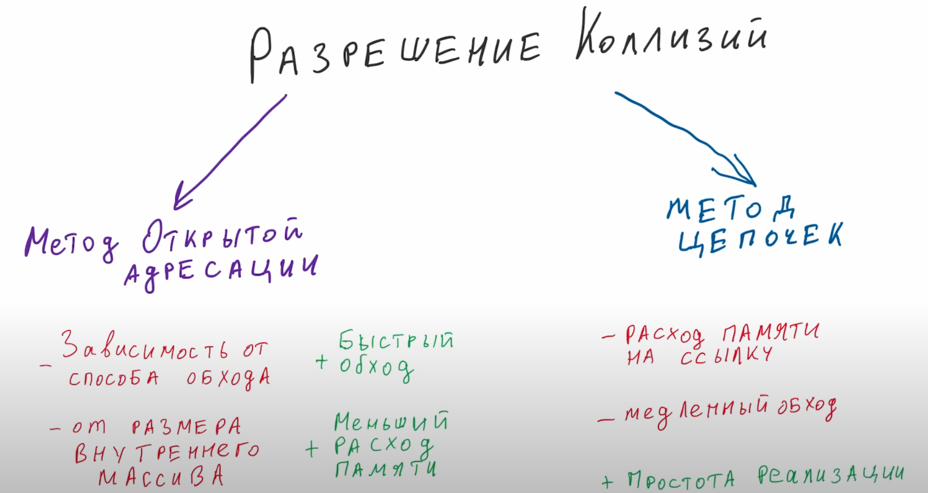 Разрешение Коллизий
Метод Открытой
адресации
Метод
цепочек
- Зависимость от
способа обхода
- от размера
внутреннего
массива
+ Быстрый
обход
+ Меньший
расход
памяти
- расход памяти
на ссылку
- медленный обход
+ Простота реализации